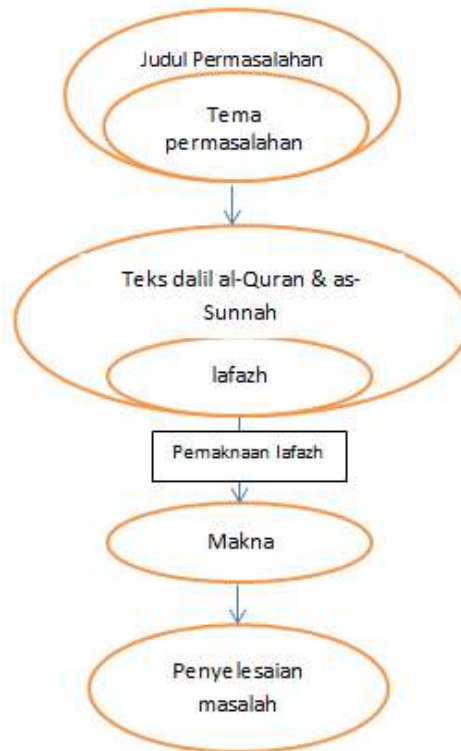 Judul Permasalahan
Tema
permasalahan
Teks dalil al-Quran & as-
Sunnah
lafazh
Pemaknaan lafazh
Makna
Penyelesaian
masalah